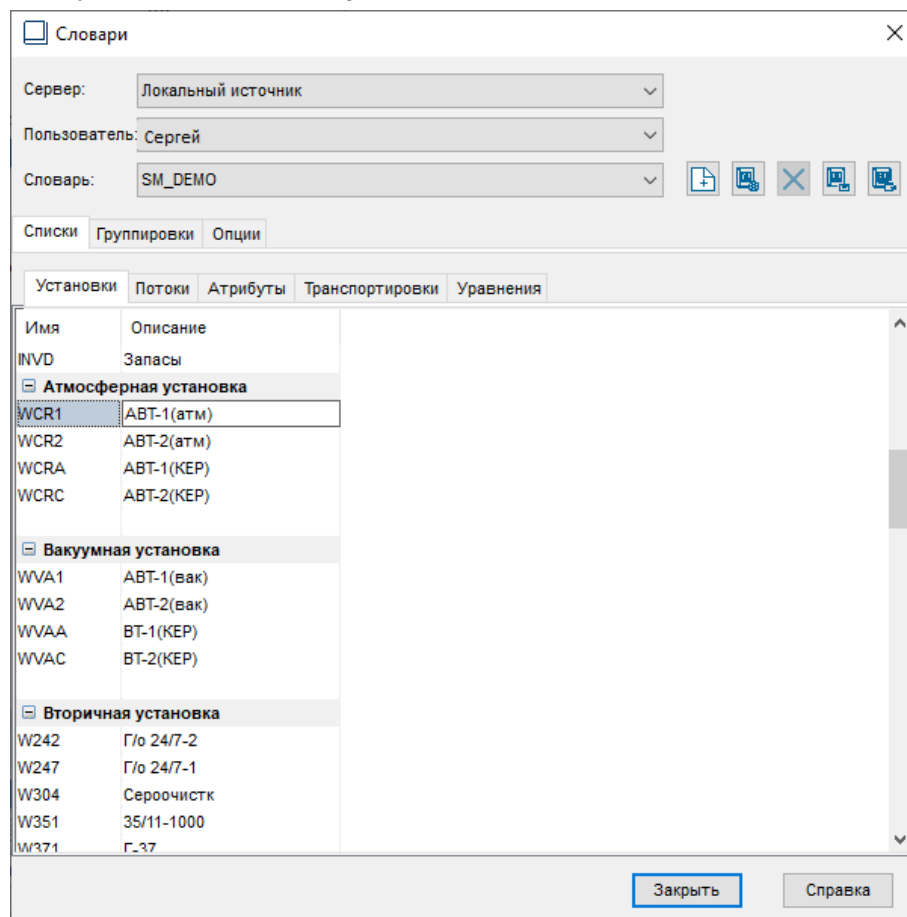 Словари
Сервер: Локальный источник
Пользователь: Сергей
Словарь: SM_DEMO
Списки Группировки Опции
Установки Потоки Атрибуты Транспортировки Уравнения
Имя Описание
INVD Запасы
Атмосферная установка
WCR1 АВТ-1(атм)
WCR2 АВТ-2(атм)
WCRA АВТ-1(КЕР)
WCRC АВТ-2(КЕР)
Вакуумная установка
WVA1 АВТ-1(вак)
WVA2 АВТ-2(вак)
WVAA ВТ-1(КЕР)
WVAC ВТ-2(КЕР)
Вторичная установка
W242 Г/о 24/7-2
W247 Г/о 24/7-1
W304 Сероочистк
W351 35/11-1000
W371 Г-37
Закрыть Справка